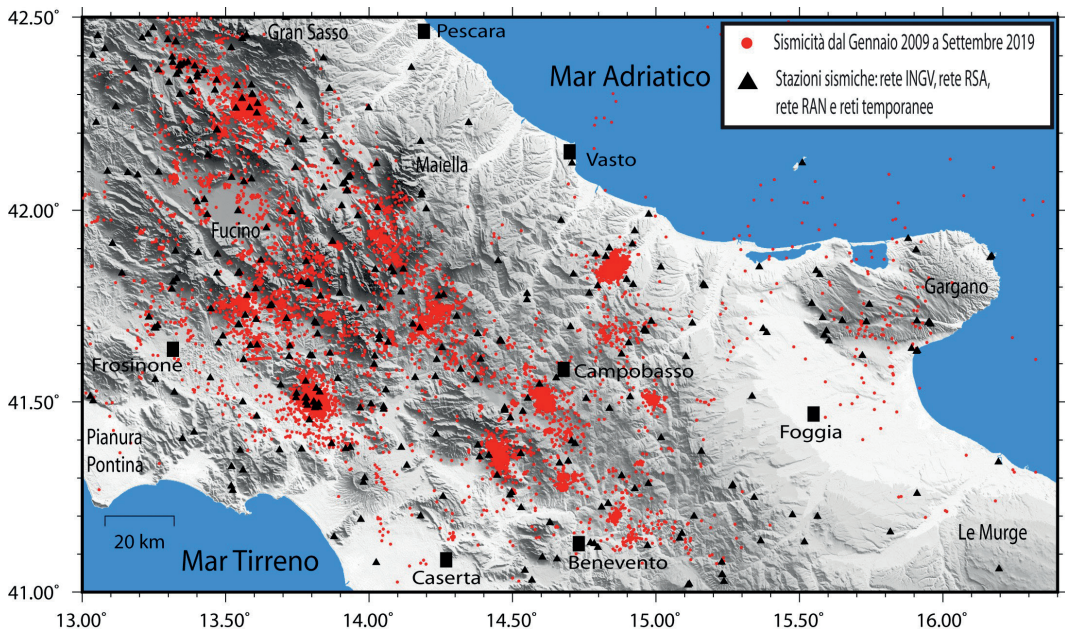 42.50°
42.00°
41.50°
41.00°
13.00
13.50
14.00
14.50
15.00
15.50
16.00
Gran Sasso
Pescara
Mar Adriatico
Sismicità dal Gennaio 2009 a Settembre 2019
Stazioni sismiche: rete INGV, rete RSA,
rete RAN e reti temporanee
Maiella
Vasto
Fucino
Gargano
Frosinone
Campobasso
Foggia
Pianura
Pontina
20 km
Mar Tirreno
Caserta
Benevento
Le Murge